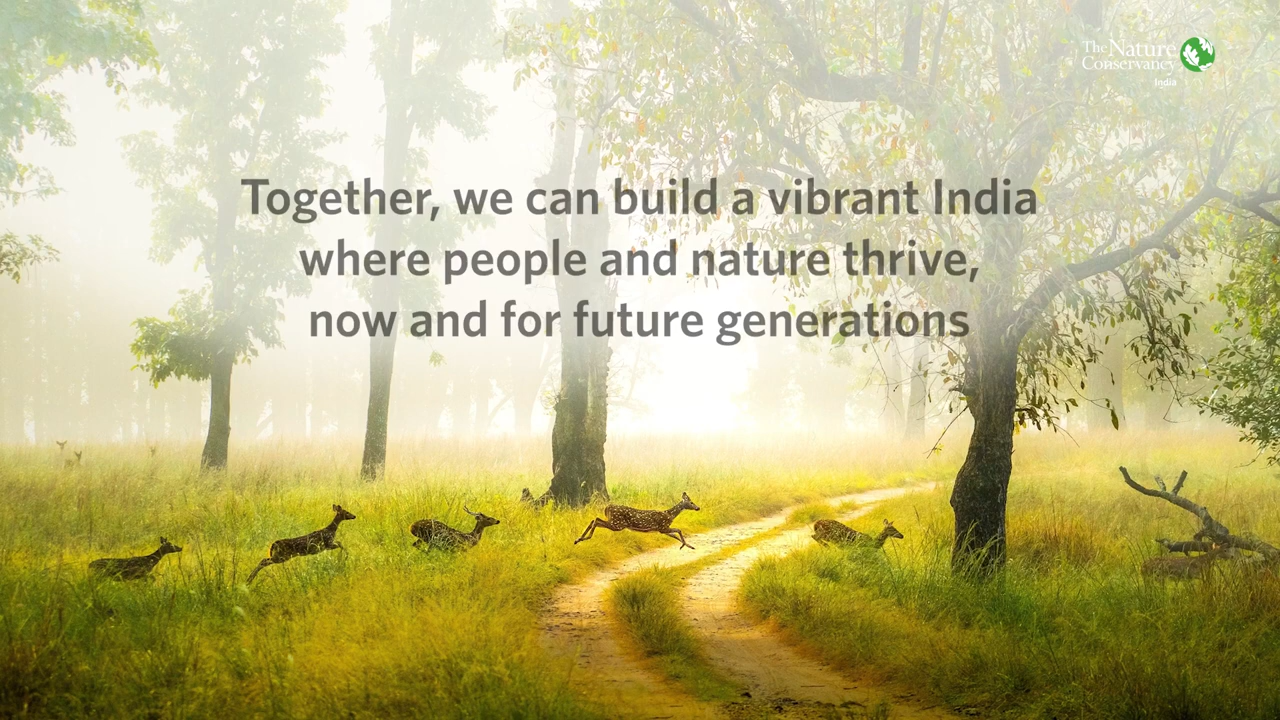 The Nature
Conservancy
India
Together, we can build a vibrant India
where people and nature thrive,
now and for future generations